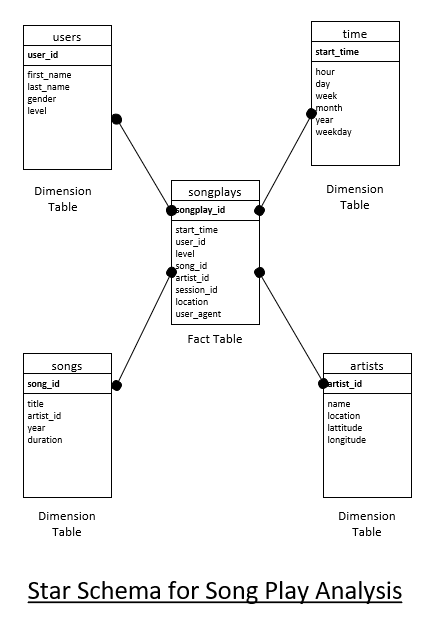 users
user_id
first_name
last_name
gender
level
Dimension
Table
time
start_time
hour
day
week
month
year
weekday
Dimension
Table
songplays
songplay_id
start_time
user_id
level
song_id
artist_id
session_id
location
user_agent
Fact Table
songs
song_id
title
artist_id
year
duration
Dimension
Table
artists
artist_id
name
location
lattitude
longitude
Dimension
Table
Star Schema for Song Play Analysis